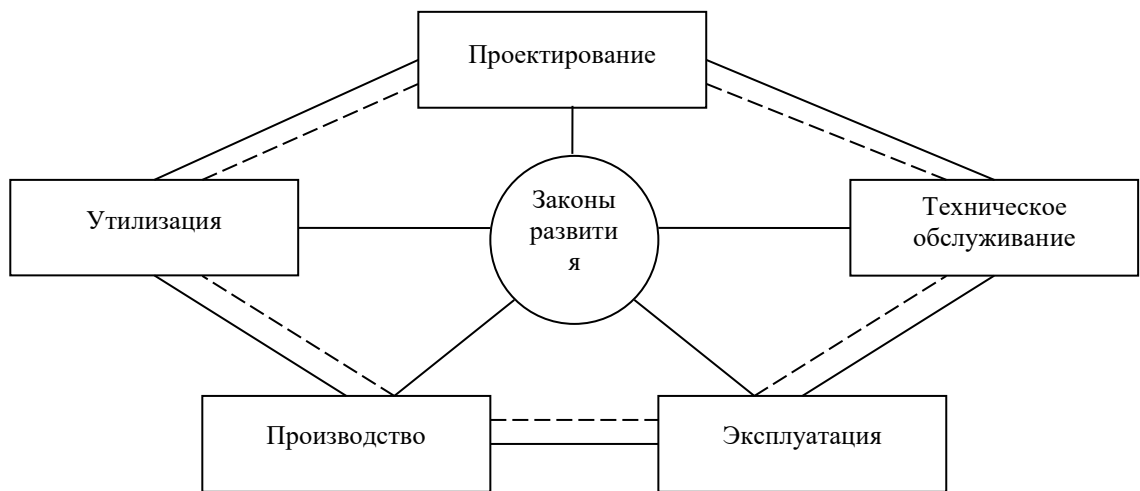 Проектирование
Утилизация
Законы
развити
я
Техническое
обслуживание
Производство
Эксплуатация